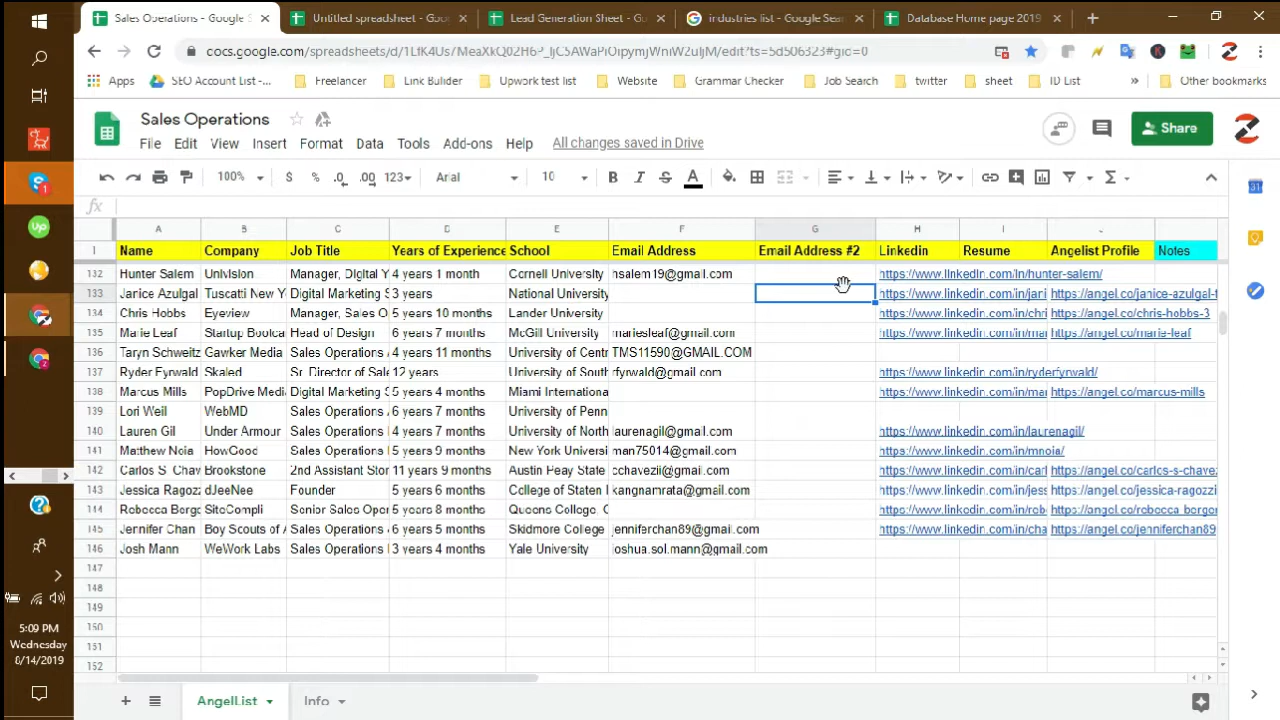 Sales Operations - Google S
Untitled spreadsheet - Goo
Lead Generation Sheet - Go
industries list - Google Sea
Database Home page 2019
Apps
SEO Account List -
Freelancer
Link Builder
Upwork test list
Website
Grammar Checker
Job Search
twitter
sheet
ID List
Other bookmarks
Sales Operations
File Edit View Insert Format Data Tools Add-ons Help All changes saved in Drive
Share
100% $ % .0 .00 123 Arial 10 B I S A
fx
A B C D E F G H I J
1 Name Company Job Title Years of Experience School Email Address Email Address #2 Linkedin Resume Angelist Profile Notes
132 Hunter Salem Univision Manager, Digital Y 4 years 1 month Cornell University hsalem19@gmail.com https://www.linkedin.com/in/hunter-salem/
133 Janice Azulgal Tuscatti New Y Digital Marketing S 3 years National University https://www.linkedin.com/in/jani https://angel.co/janice-azulgal-f
134 Chris Hobbs Eyeview Manager, Sales O 5 years 10 months Lander University https://www.linkedin.com/in/chri https://angel.co/chris-hobbs-3
135 Marie Leaf Startup Bootca Head of Design 6 years 7 months McGill University mariesleaf@gmail.com https://www.linkedin.com/in/mar https://angel.co/marie-leaf
136 Taryn Schweitz Gawker Media Sales Operations 4 years 11 months University of Centr TMS11590@GMAIL.COM
137 Ryder Fyrwald Skaled Sr. Director of Sale 12 years University of South rfyrwald@gmail.com https://www.linkedin.com/in/ryderfyrwald/
138 Marcus Mills PopDrive Medi Digital Marketing S 5 years 4 months Miami Internationa https://www.linkedin.com/in/mar https://angel.co/marcus-mills
139 Lori Weil WebMD Sales Operations 6 years 7 months University of Penn
140 Lauren Gil Under Armour Sales Operations 7 years 7 months University of North laurenagil@gmail.com https://www.linkedin.com/in/laurenagil/
141 Matthew Noia HowGood Sales Operations 9 years 7 months New York Universi man75014@gmail.com https://www.linkedin.com/in/mnoia/
142 Carlos S. Chav Brookstone 2nd Assistant Stor 11 years 9 months Austin Peay State cchavezii@gmail.com https://www.linkedin.com/in/carl https://angel.co/carlos-s-chave
143 Jessica Ragozz dJeeNee Founder 5 years 6 months College of Staten I kangnamrata@gmail.com https://www.linkedin.com/in/jess https://angel.co/jessica-ragozzi
144 Rebecca Bergo SiteCompli Senior Sales Oper 5 years 8 months Queens College, C https://www.linkedin.com/in/reb https://angel.co/rebecca-bergor
145 Jennifer Chan Boy Scouts of A Sales Operations 6 years 5 months Skidmore College jenniferchan89@gmail.com https://www.linkedin.com/in/cha https://angel.co/jenniferchan89
146 Josh Mann WeWork Labs Sales Operations 3 years 4 months Yale University joshua.sol.mann@gmail.com
147
148
149
150
151
152
AngelList
Info
5:09 PM
Wednesday
8/14/2019